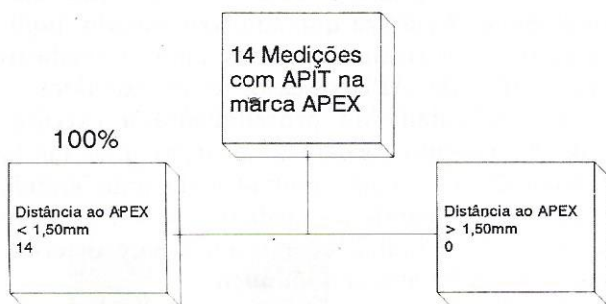 14 Medições
com APIT na
marca APEX
100%
Distância ao APEX
< 1,50mm
14
Distância ao APEX
> 1,50mm
0